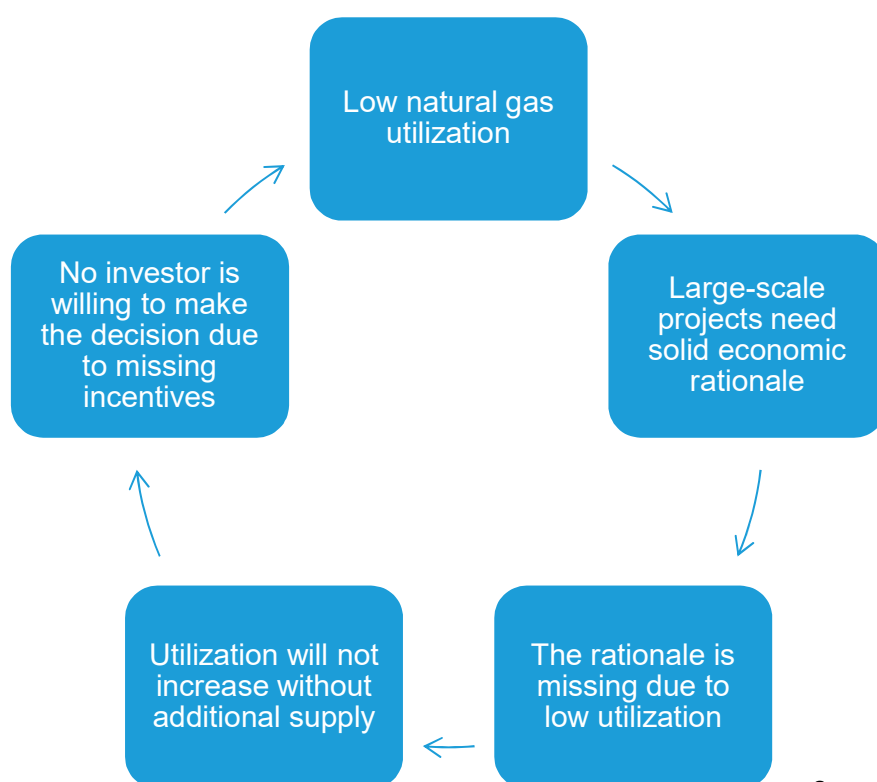 Low natural gas
utilization
No investor is
willing to make
the decision due
to missing
incentives
Large-scale
projects need
solid economic
rationale
Utilization will not
increase without
additional supply
The rationale is
missing due to
low utilization